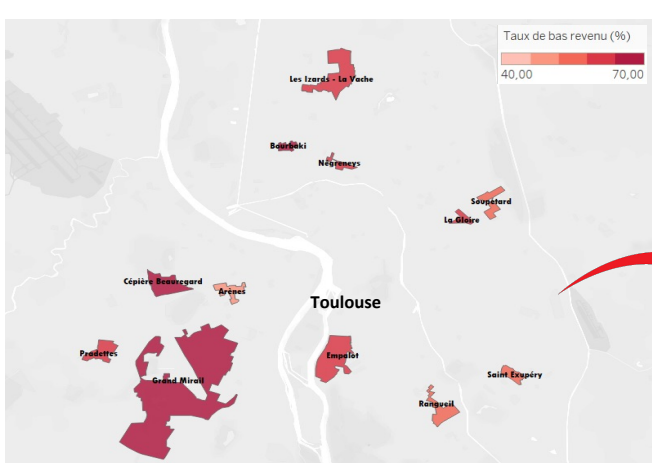 Taux de bas revenu (%)
40,00 70,00
Les Izards - La Vache
Bourbaki
Négreneys
Soupetard
La Gloire
Cépière Beauregard
Arènes
Toulouse
Pradettes
Empalot
Grand Mirail
Saint Exupéry
Rangueil